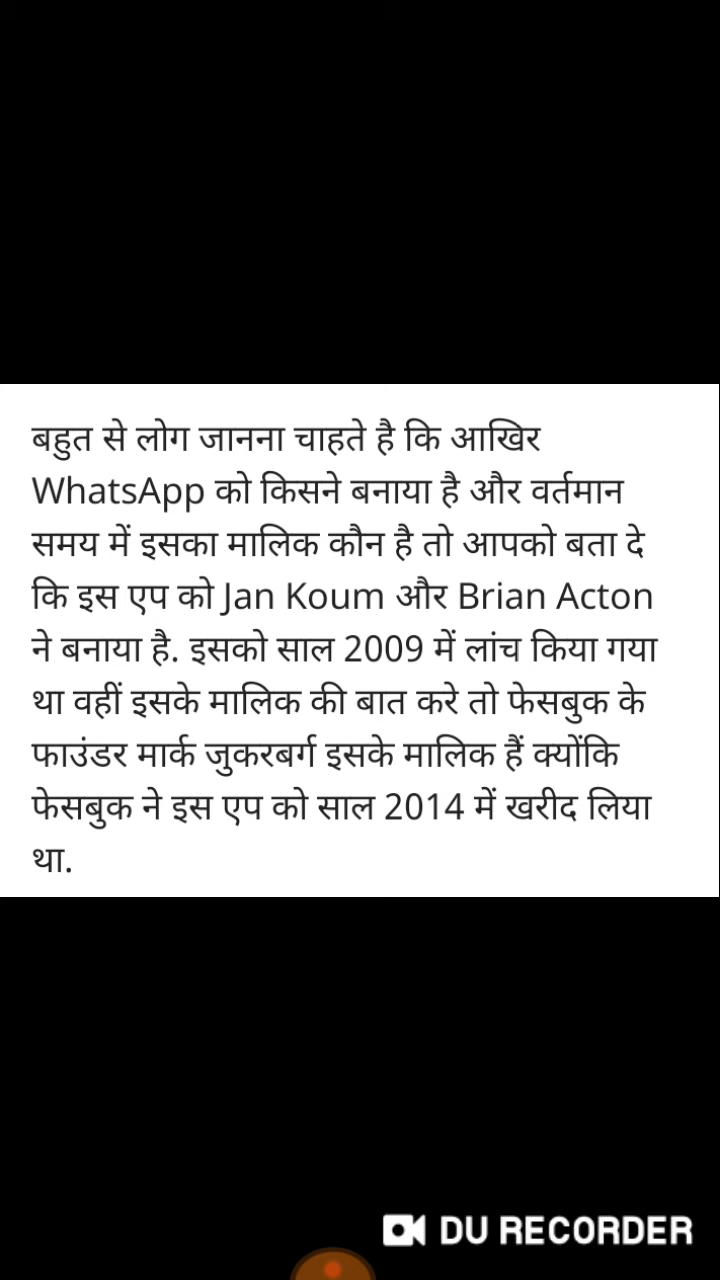 बहुत से लोग जानना चाहते है कि आखिर
WhatsApp को किसने बनाया है और वर्तमान
समय में इसका मालिक कौन है तो आपको बता दे
कि इस एप को Jan Koum और Brian Acton
ने बनाया है. इसको साल 2009 में लांच किया गया
था वहीं इसके मालिक की बात करे तो फेसबुक के
फाउंडर मार्क जुकरबर्ग इसके मालिक हैं क्योंकि
फेसबुक ने इस एप को साल 2014 में खरीद लिया
था.
DU RECORDER